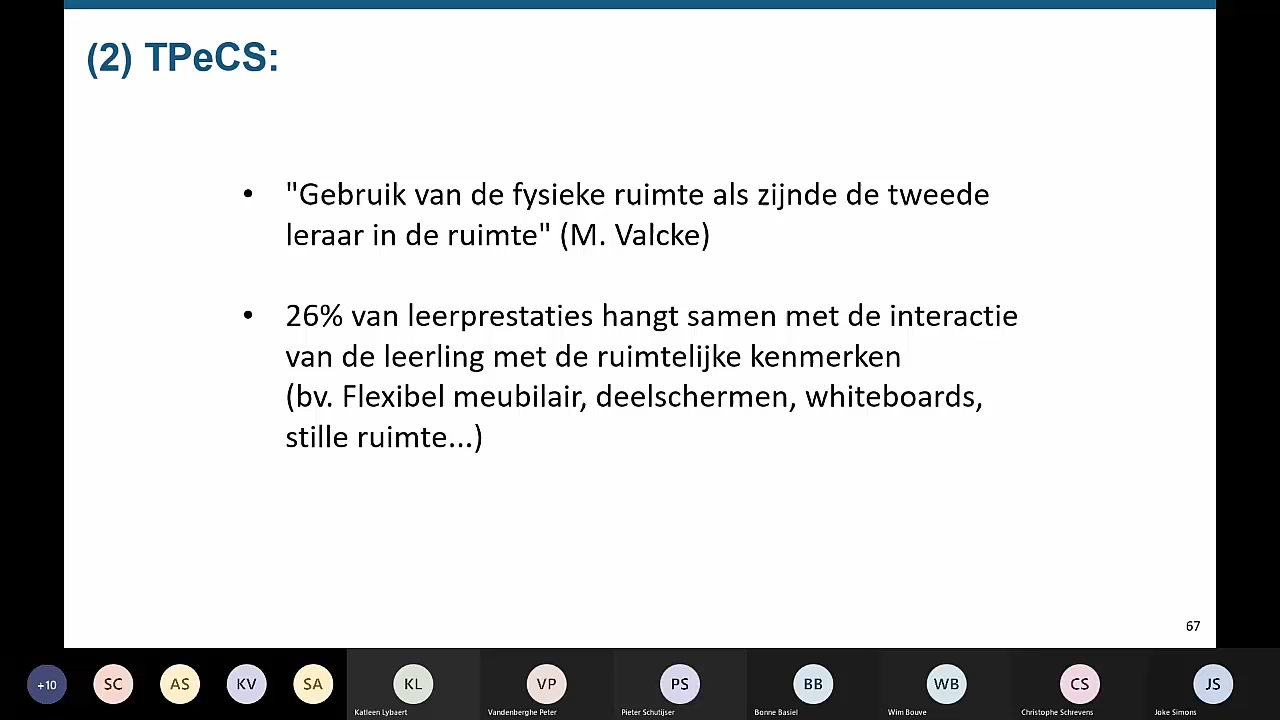 (2) TPeCS:
• "Gebruik van de fysieke ruimte als zijnde de tweede
leraar in de ruimte" (M. Valcke)
• 26% van leerprestaties hangt samen met de interactie
van de leerling met de ruimtelijke kenmerken
(bv. Flexibel meubilair, deelschermen, whiteboards,
stille ruimte...)
67
+10 SC AS KV SA KL VP PS BB WB CS JS
Katleen Lybaert Vandenberghe Peter Pieter Schutijser Bonne Basiel Wim Bouve Christophe Schrevens Joke Simons